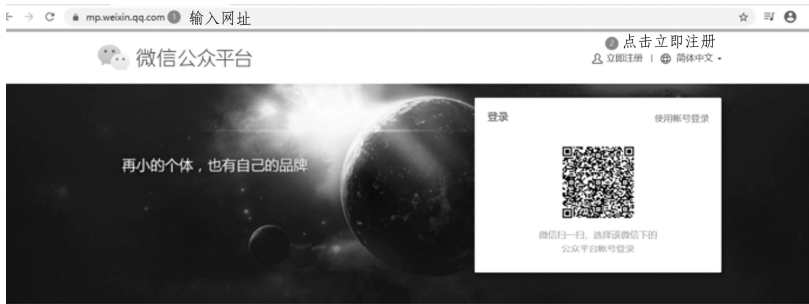 mp.weixin.qq.com 1 输入网址
2 点击立即注册
微信公众平台
立即注册 | 简体中文
再小的个体，也有自己的品牌
登录 使用帐号登录
微信扫一扫，选择该微信下的
公众平台帐号登录